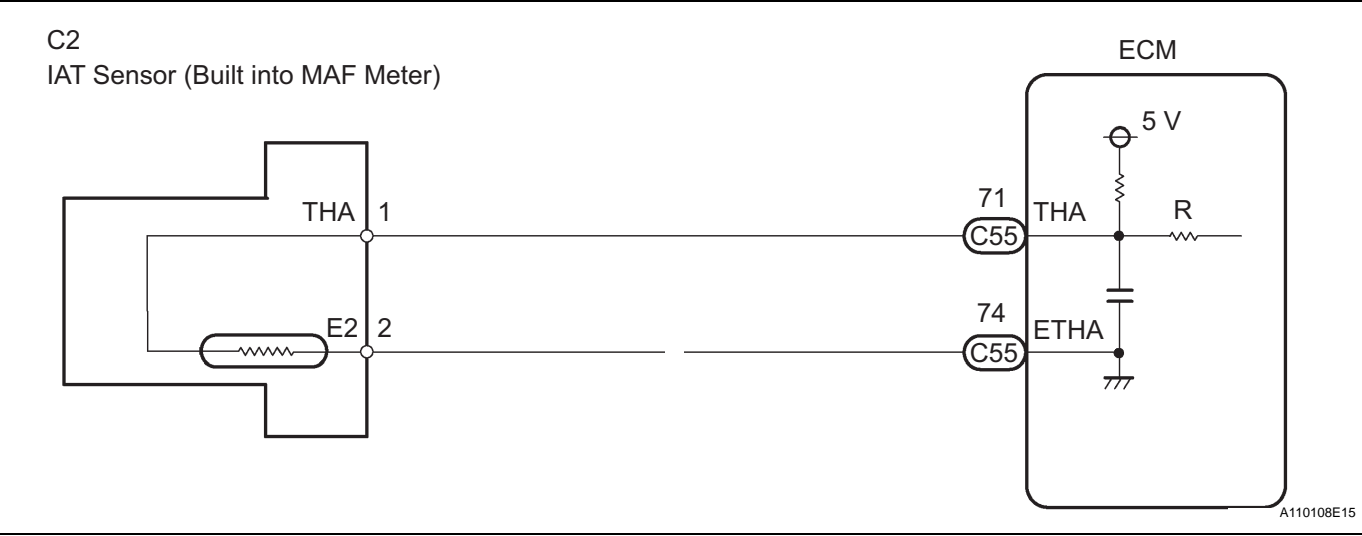 C2
IAT Sensor (Built into MAF Meter)
ECM
5 V
THA 1
71
C55
THA
R
E2 2
74
C55
ETHA
A110108E15